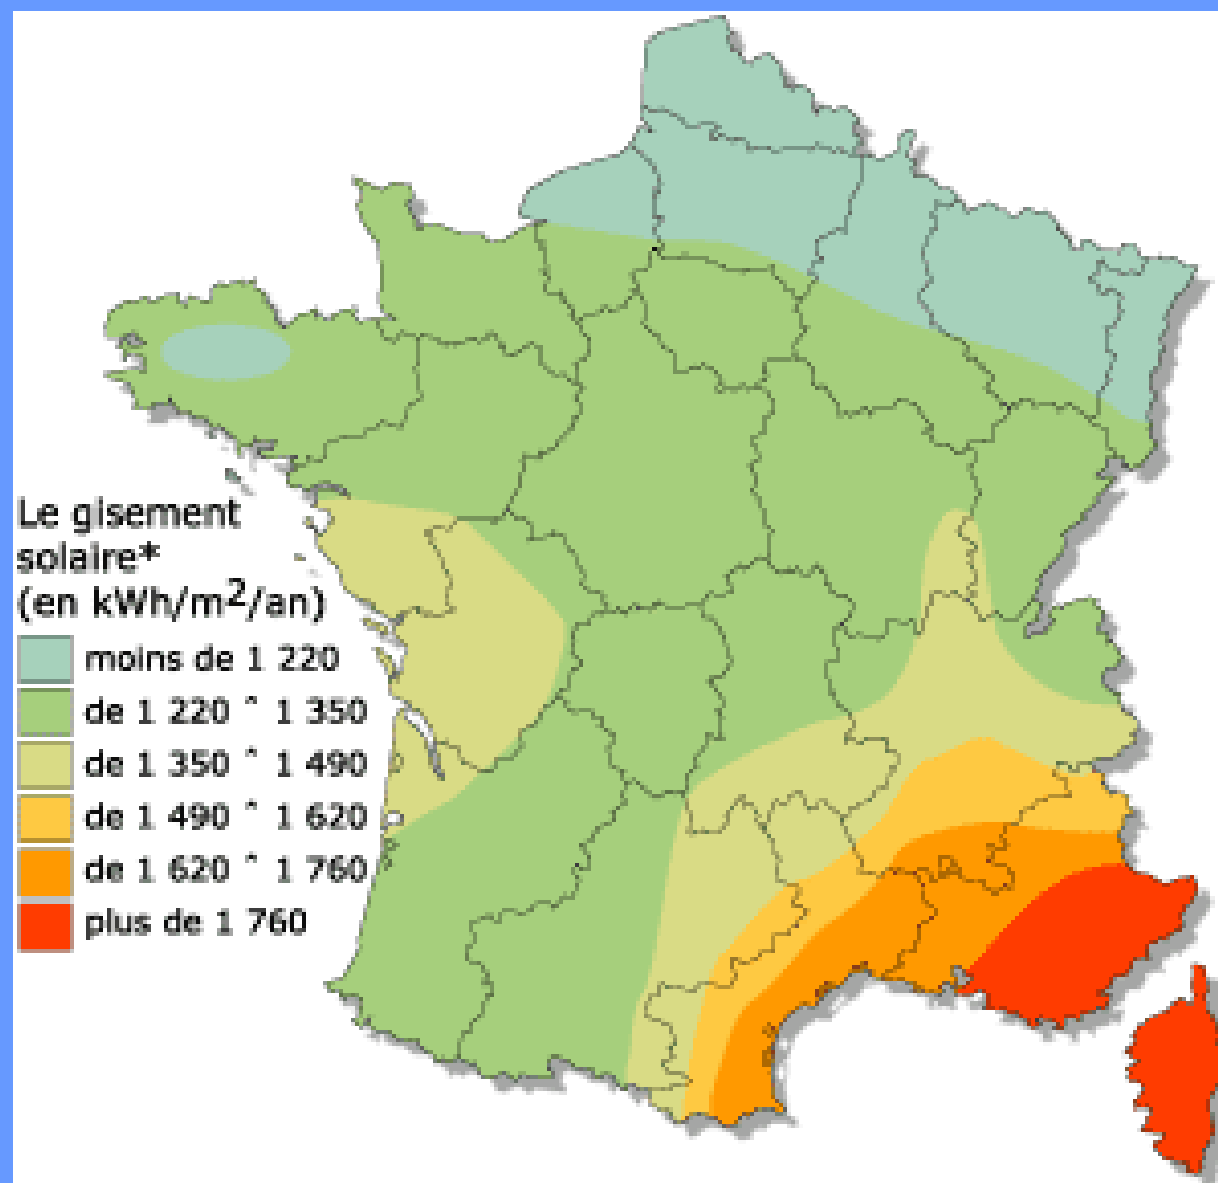 Le gisement
solaire*
(en kWh/m²/an)
moins de 1 220
de 1 220 ˆ 1 350
de 1 350 ˆ 1 490
de 1 490 ˆ 1 620
de 1 620 ˆ 1 760
plus de 1 760